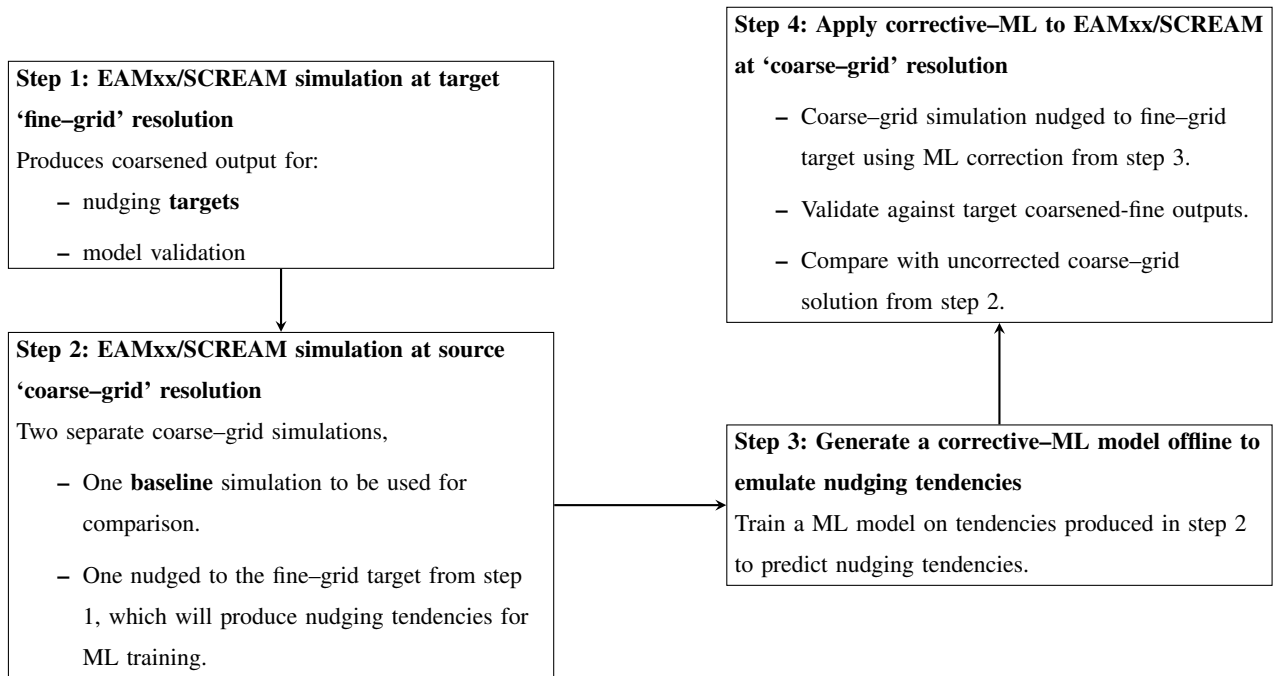 Step 1: EAMxx/SCREAM simulation at target
‘fine–grid’ resolution
Produces coarsened output for:
– nudging targets
– model validation
Step 2: EAMxx/SCREAM simulation at source
‘coarse–grid’ resolution
Two separate coarse–grid simulations,
– One baseline simulation to be used for
comparison.
– One nudged to the fine–grid target from step
1, which will produce nudging tendencies for
ML training.
Step 3: Generate a corrective–ML model offline to
emulate nudging tendencies
Train a ML model on tendencies produced in step 2
to predict nudging tendencies.
Step 4: Apply corrective–ML to EAMxx/SCREAM
at ‘coarse–grid’ resolution
– Coarse–grid simulation nudged to fine–grid
target using ML correction from step 3.
– Validate against target coarsened-fine outputs.
– Compare with uncorrected coarse–grid
solution from step 2.